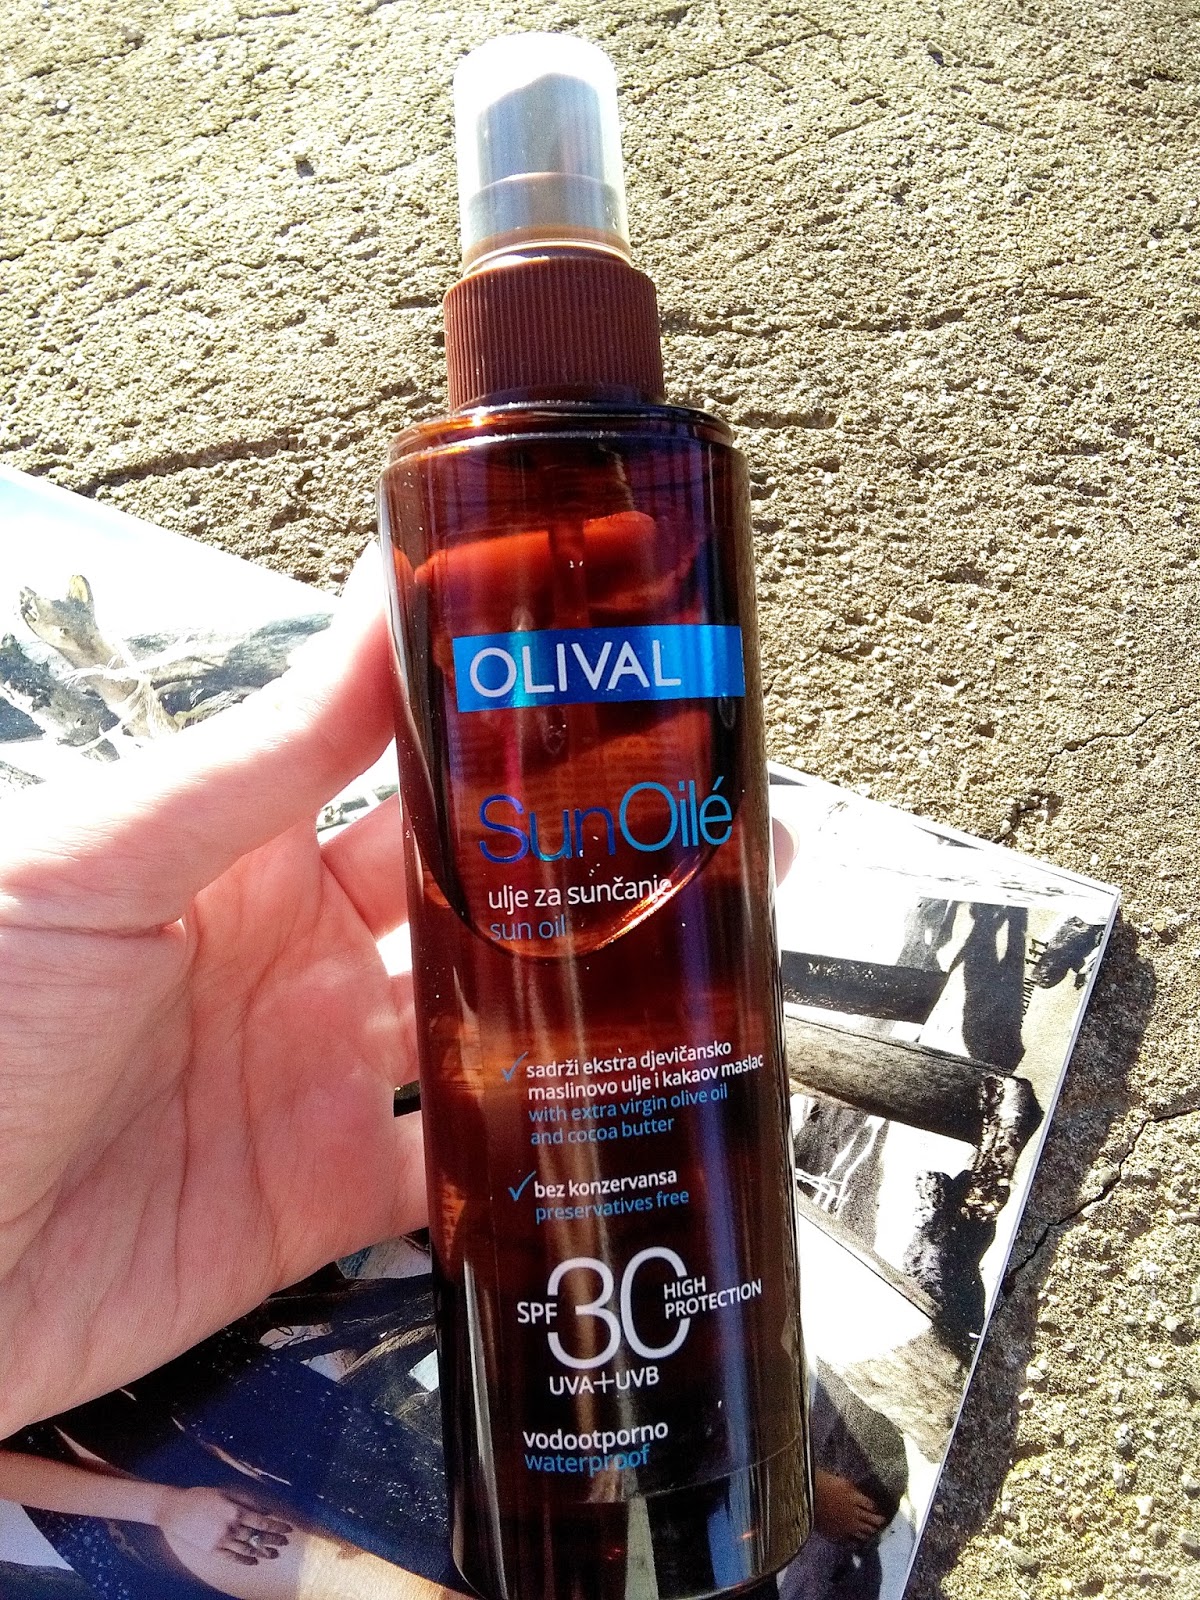 OLIVAL
SunOilé
ulje za sunčanje
sun oil
✓ sadrži ekstra djevičansko
maslinovo ulje i kakaov maslac
with extra virgin olive oil
and cocoa butter
✓ bez konzervansa
preservatives free
SPF 30 HIGH
PROTECTION
UVA+UVB
vodootporno
waterproof